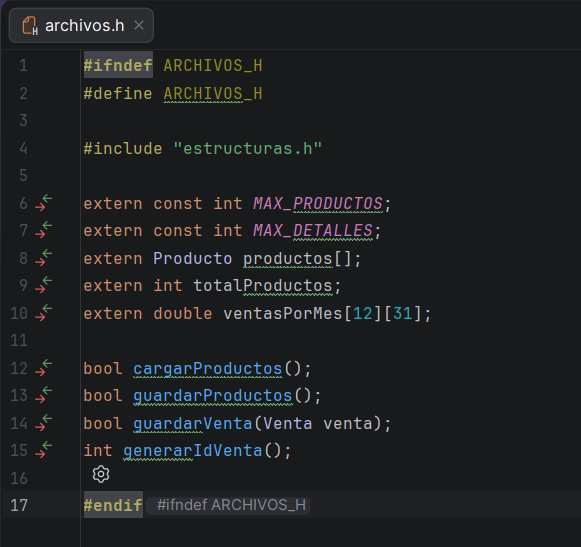 archivos.h
1 #ifndef ARCHIVOS_H
2 #define ARCHIVOS_H
3
4 #include "estructuras.h"
5
6 extern const int MAX_PRODUCTOS;
7 extern const int MAX_DETALLES;
8 extern Producto productos[];
9 extern int totalProductos;
10 extern double ventasPorMes[12][31];
11
12 bool cargarProductos();
13 bool guardarProductos();
14 bool guardarVenta(Venta venta);
15 int generarIdVenta();
16
17 #endif #ifndef ARCHIVOS_H